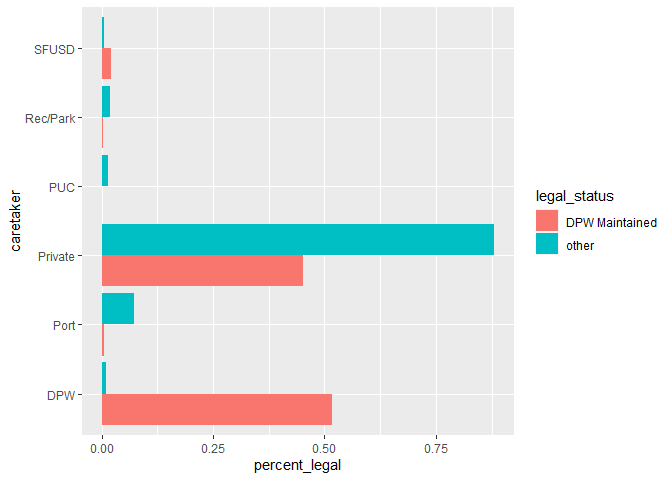 SFUSD
Rec/Park
PUC
Private
Port
DPW
caretaker
0.00 0.25 0.50 0.75
percent_legal
legal_status
DPW Maintained
other